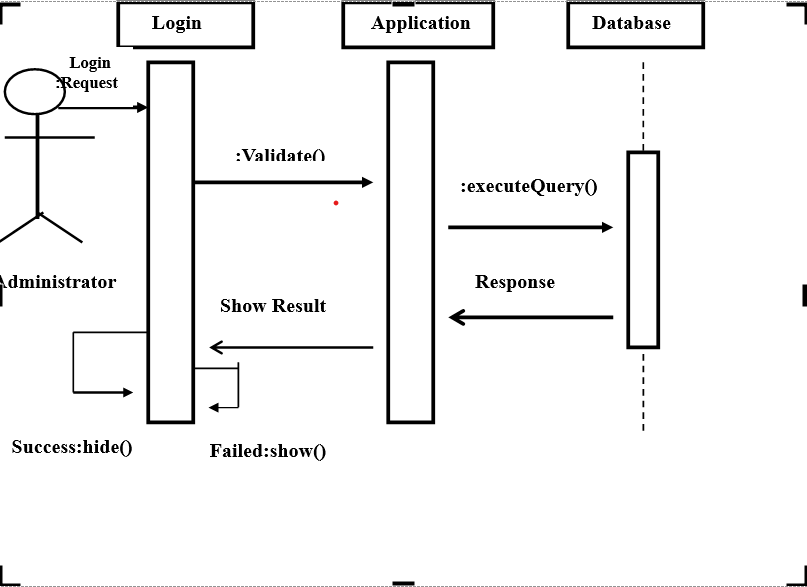 Login
Application
Database
Login
:Request
:Validate()
:executeQuery()
Administrator
Response
Show Result
Success:hide()
Failed:show()